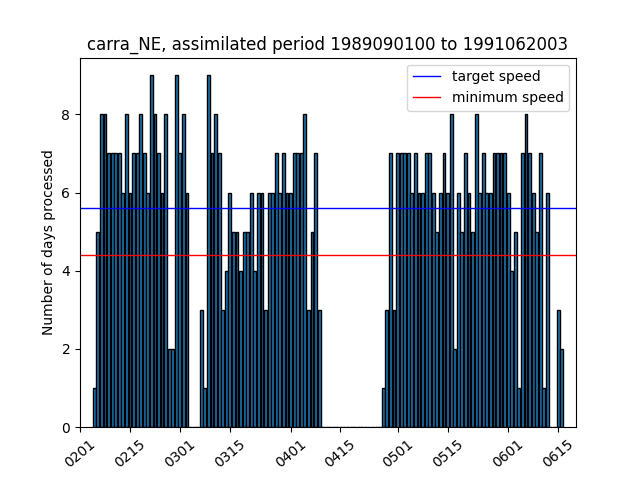 carra_NE, assimilated period 1989090100 to 1991062003
target speed
minimum speed
Number of days processed
8
6
4
2
0
0201 0215 0301 0315 0401 0415 0501 0515 0601 0615